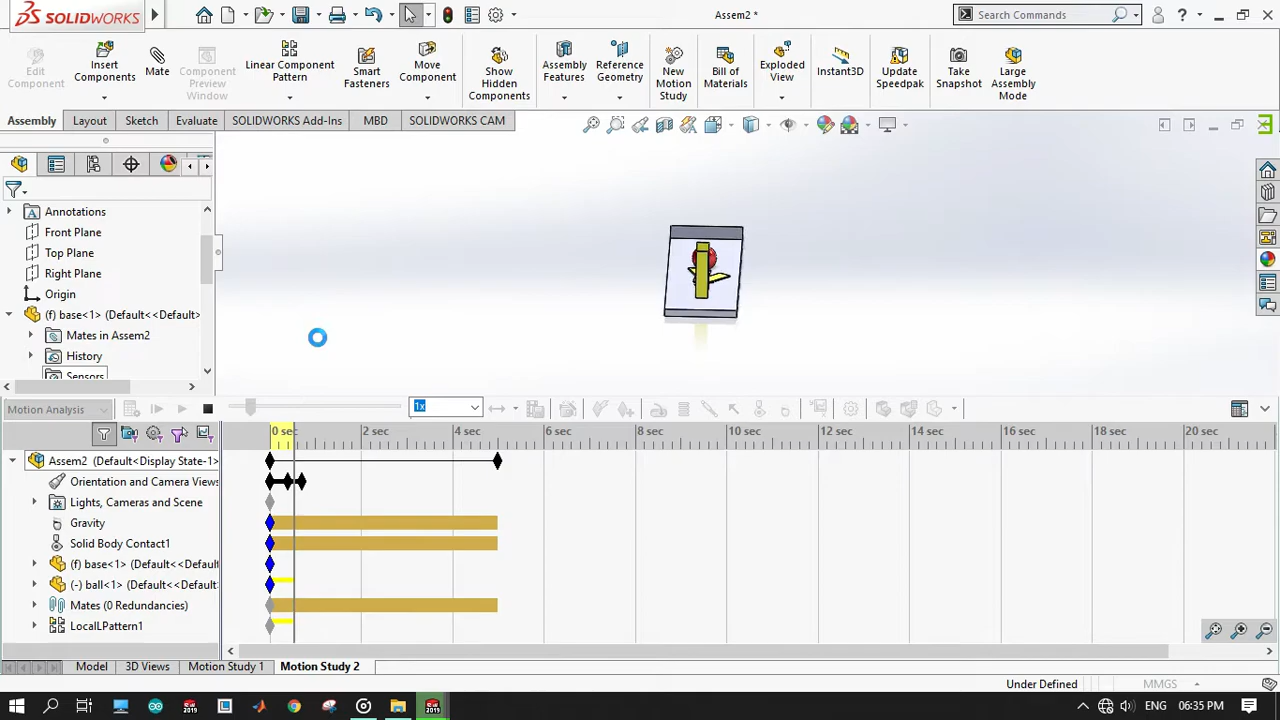 SOLIDWORKS
Assem2 *
Search Commands
?
Edit Component
Insert Components
Mate
Component Preview Window
Linear Component Pattern
Smart Fasteners
Move Component
Show Hidden Components
Assembly Features
Reference Geometry
New Motion Study
Bill of Materials
Exploded View
Instant3D
Update Speedpak
Take Snapshot
Large Assembly Mode
Assembly Layout Sketch Evaluate SOLIDWORKS Add-Ins MBD SOLIDWORKS CAM
Annotations
Front Plane
Top Plane
Right Plane
Origin
(f) base<1> (Default<<Default>
Mates in Assem2
History
Sensors
Motion Analysis
1x
0 sec 2 sec 4 sec 6 sec 8 sec 10 sec 12 sec 14 sec 16 sec 18 sec 20 sec
Assem2 (Default<Display State-1>
Orientation and Camera Views
Lights, Cameras and Scene
Gravity
Solid Body Contact1
(f) base<1> (Default<<Defau
(-) ball<1> (Default<<Default
Mates (0 Redundancies)
LocalLPattern1
Model 3D Views Motion Study 1 Motion Study 2
Under Defined MMGS
2019 2019 ENG 06:35 PM